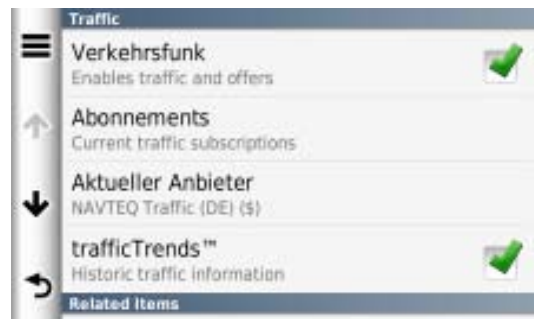 Traffic
Verkehrsfunk
Enables traffic and offers
Abonnements
Current traffic subscriptions
Aktueller Anbieter
NAVTEQ Traffic (DE) ($)
trafficTrends™
Historic traffic information
Related Items